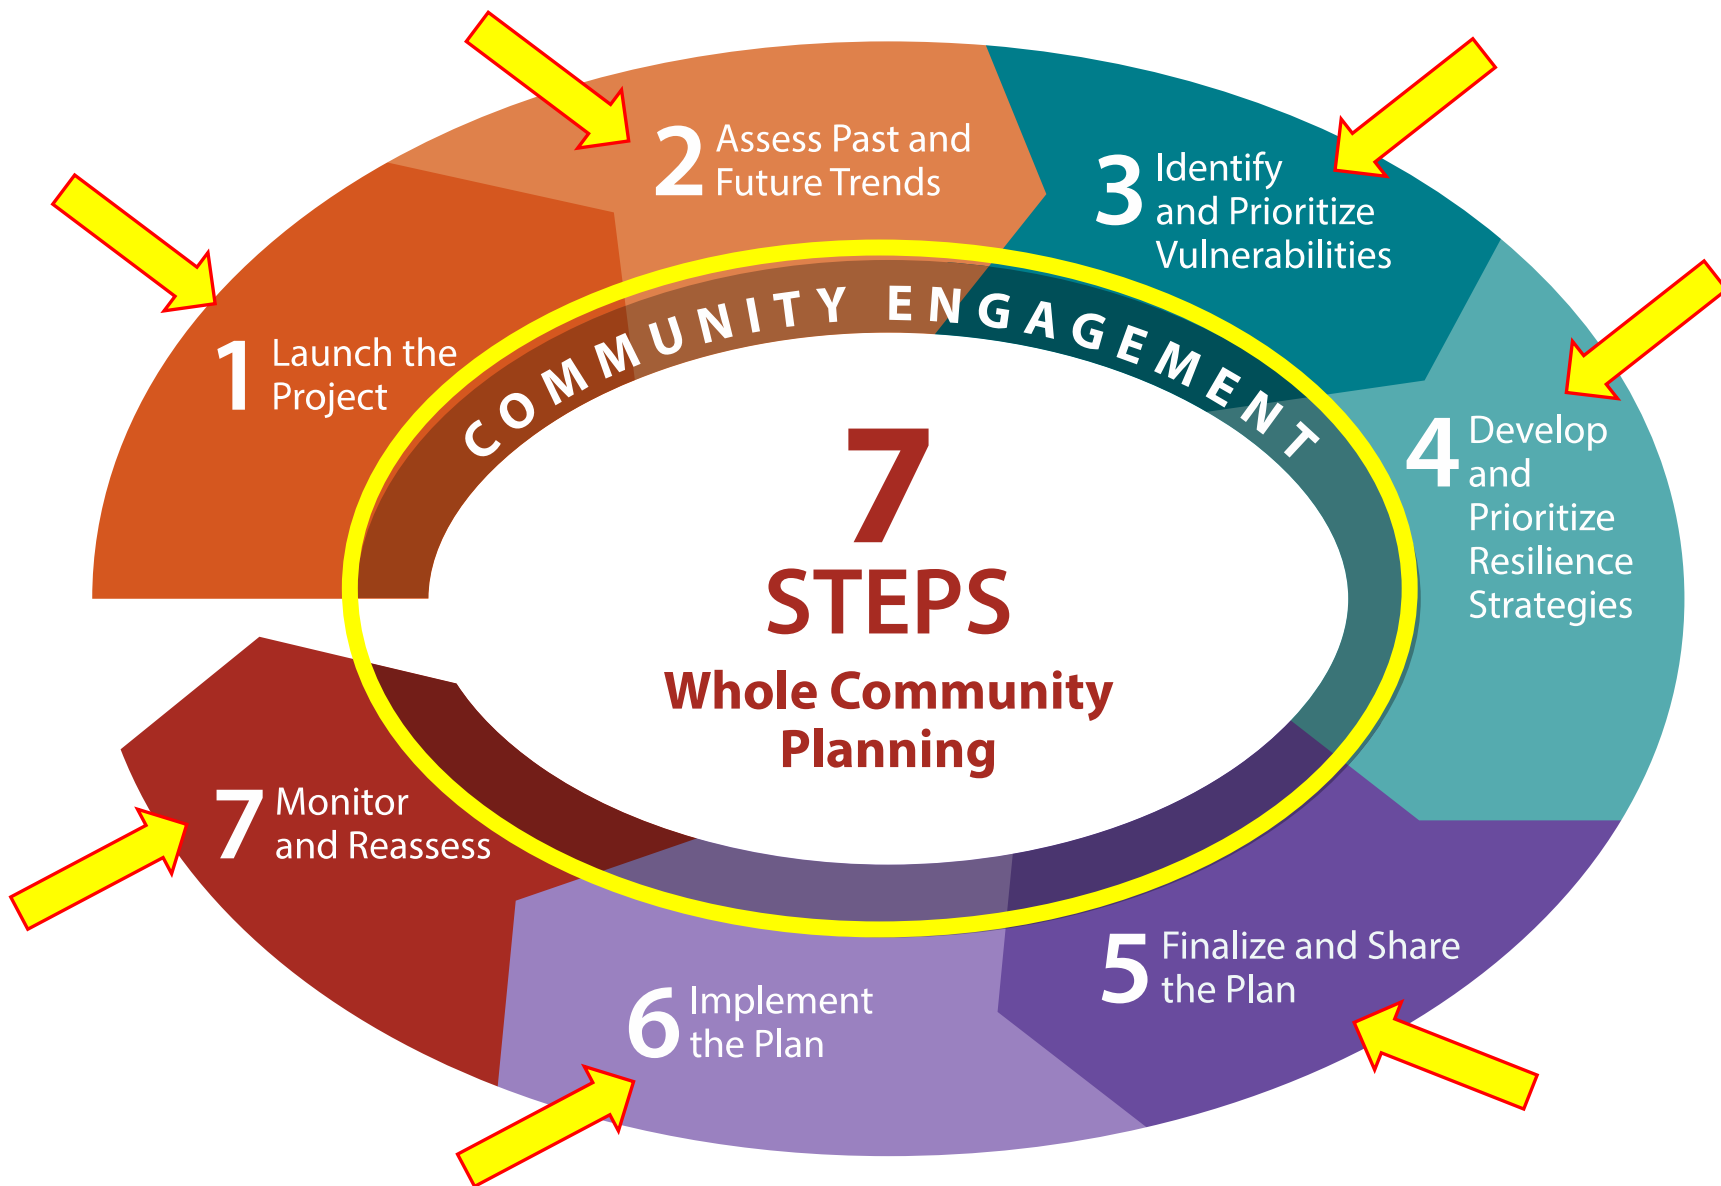 1 Launch the
Project
2 Assess Past and
Future Trends
3 Identify
and Prioritize
Vulnerabilities
4 Develop
and
Prioritize
Resilience
Strategies
5 Finalize and Share
the Plan
6 Implement
the Plan
7 Monitor
and Reassess
COMMUNITY ENGAGEMENT
7
STEPS
Whole Community
Planning